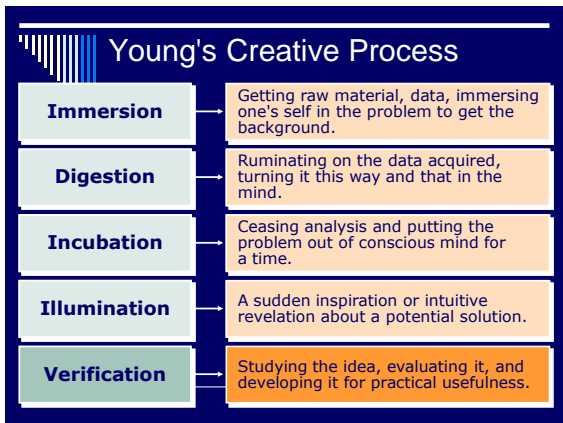 Young's Creative Process
Immersion
Getting raw material, data, immersing
one's self in the problem to get the
background.
Digestion
Ruminating on the data acquired,
turning it this way and that in the
mind.
Incubation
Ceasing analysis and putting the
problem out of conscious mind for
a time.
Illumination
A sudden inspiration or intuitive
revelation about a potential solution.
Verification
Studying the idea, evaluating it, and
developing it for practical usefulness.